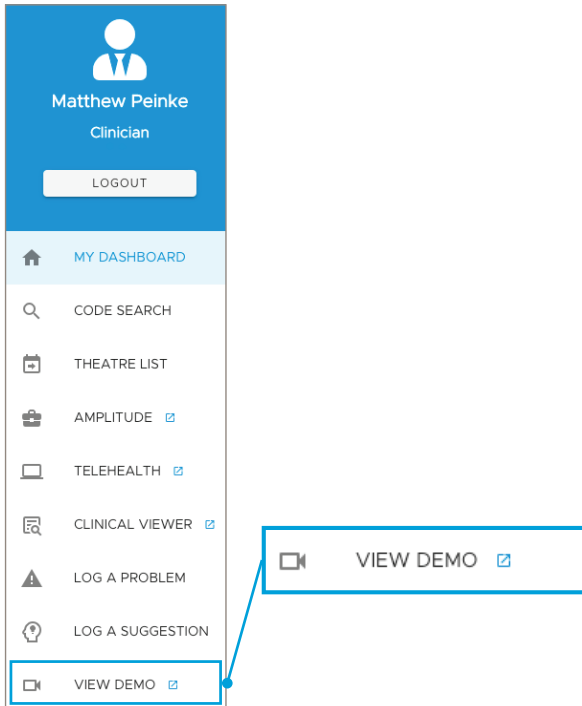 Matthew Peinke
Clinician
LOGOUT
MY DASHBOARD
CODE SEARCH
THEATRE LIST
AMPLITUDE
TELEHEALTH
CLINICAL VIEWER
LOG A PROBLEM
LOG A SUGGESTION
VIEW DEMO
VIEW DEMO